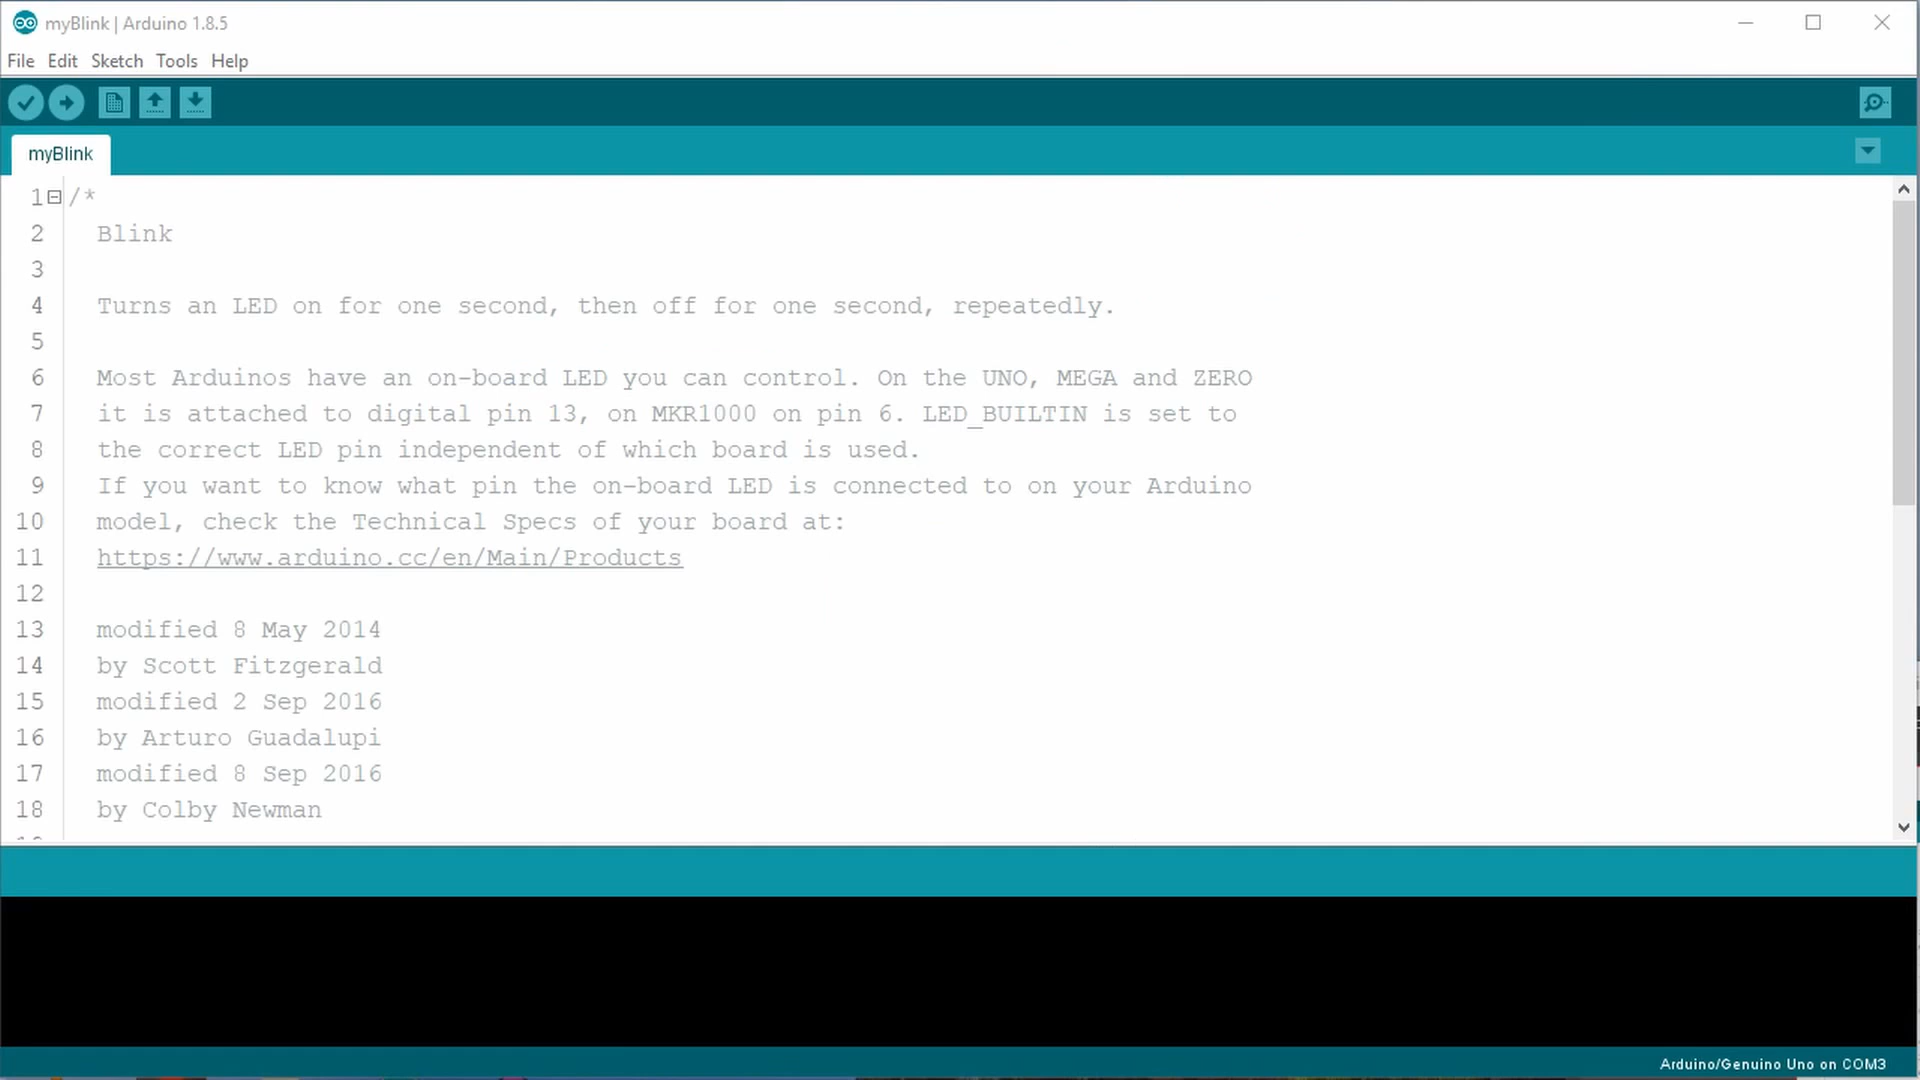 myBlink | Arduino 1.8.5
File Edit Sketch Tools Help
myBlink
1 /*
2 Blink
3
4 Turns an LED on for one second, then off for one second, repeatedly.
5
6 Most Arduinos have an on-board LED you can control. On the UNO, MEGA and ZERO
7 it is attached to digital pin 13, on MKR1000 on pin 6. LED_BUILTIN is set to
8 the correct LED pin independent of which board is used.
9 If you want to know what pin the on-board LED is connected to on your Arduino
10 model, check the Technical Specs of your board at:
11 https://www.arduino.cc/en/Main/Products
12
13 modified 8 May 2014
14 by Scott Fitzgerald
15 modified 2 Sep 2016
16 by Arturo Guadalupi
17 modified 8 Sep 2016
18 by Colby Newman
Arduino/Genuino Uno on COM3